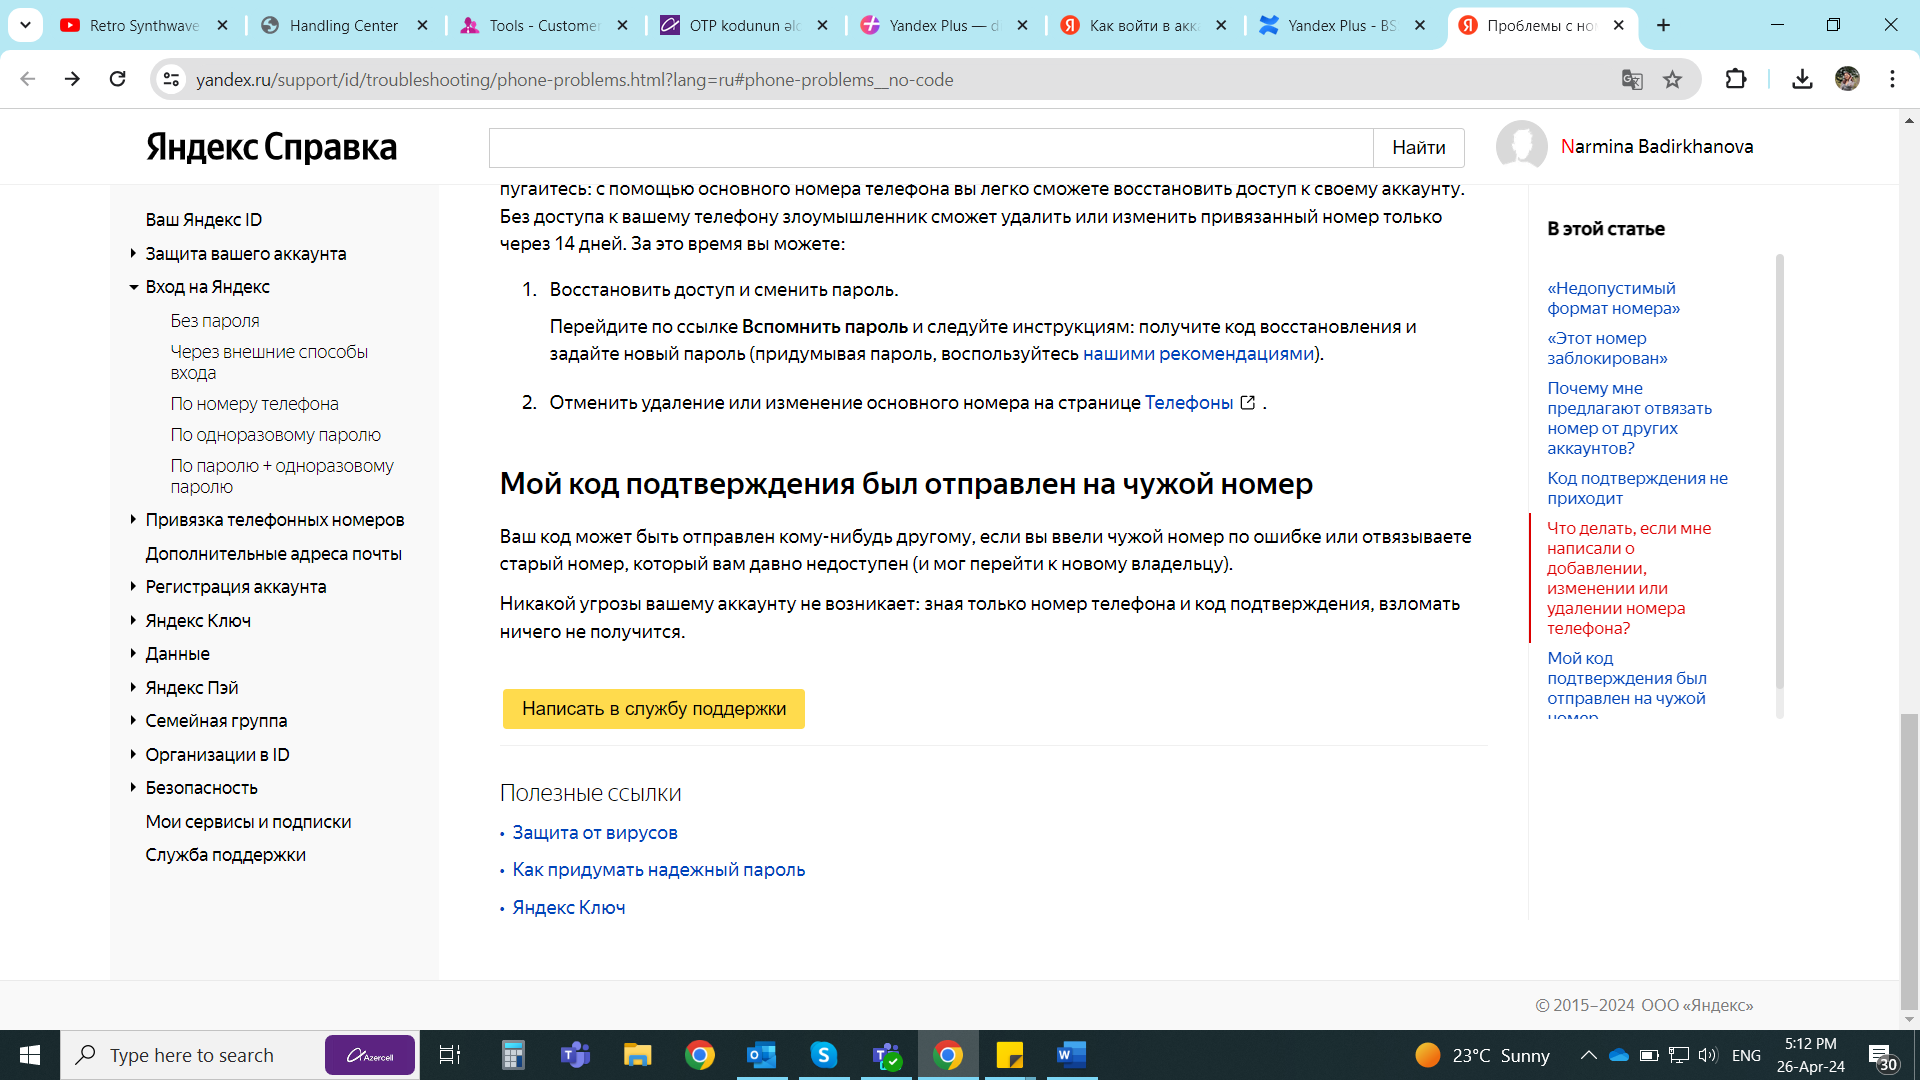 Retro Synthwave
Handling Center
Tools - Customer
OTP kodunun əlc
Yandex Plus — d
Как войти в акка
Yandex Plus - BS
Проблемы с ном
yandex.ru/support/id/troubleshooting/phone-problems.html?lang=ru#phone-problems__no-code
Яндекс Справка
Найти
Narmina Badirkhanova
Ваш Яндекс ID
Защита вашего аккаунта
Вход на Яндекс
Без пароля
Через внешние способы
входа
По номеру телефона
По одноразовому паролю
По паролю + одноразовому
паролю
Привязка телефонных номеров
Дополнительные адреса почты
Регистрация аккаунта
Яндекс Ключ
Данные
Яндекс Пэй
Семейная группа
Организации в ID
Безопасность
Мои сервисы и подписки
Служба поддержки
пугайтесь: с помощью основного номера телефона вы легко сможете восстановить доступ к своему аккаунту.
Без доступа к вашему телефону злоумышленник сможет удалить или изменить привязанный номер только
через 14 дней. За это время вы можете:
1. Восстановить доступ и сменить пароль.
Перейдите по ссылке Вспомнить пароль и следуйте инструкциям: получите код восстановления и
задайте новый пароль (придумывая пароль, воспользуйтесь нашими рекомендациями).
2. Отменить удаление или изменение основного номера на странице Телефоны .
Мой код подтверждения был отправлен на чужой номер
Ваш код может быть отправлен кому-нибудь другому, если вы ввели чужой номер по ошибке или отвязываете
старый номер, который вам давно недоступен (и мог перейти к новому владельцу).
Никакой угрозы вашему аккаунту не возникает: зная только номер телефона и код подтверждения, взломать
ничего не получится.
Написать в службу поддержки
Полезные ссылки
• Защита от вирусов
• Как придумать надежный пароль
• Яндекс Ключ
В этой статье
«Недопустимый
формат номера»
«Этот номер
заблокирован»
Почему мне
предлагают отвязать
номер от других
аккаунтов?
Код подтверждения не
приходит
Что делать, если мне
написали о
добавлении,
изменении или
удалении номера
телефона?
Мой код
подтверждения был
отправлен на чужой
номер
© 2015–2024 ООО «Яндекс»
Type here to search
Azercell
23°C Sunny
ENG
5:12 PM
26-Apr-24
30